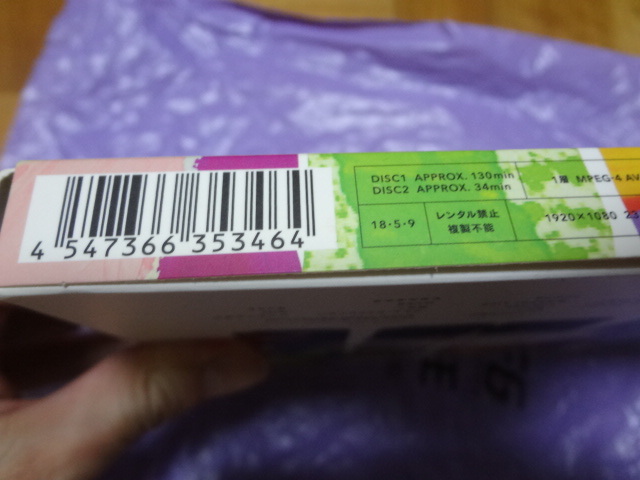 4 547366 353464
DISC1 APPROX. 130min
DISC2 APPROX. 34min
18・5・9
レンタル禁止
複製不能
1層 MPEG-4 AV
1920×1080